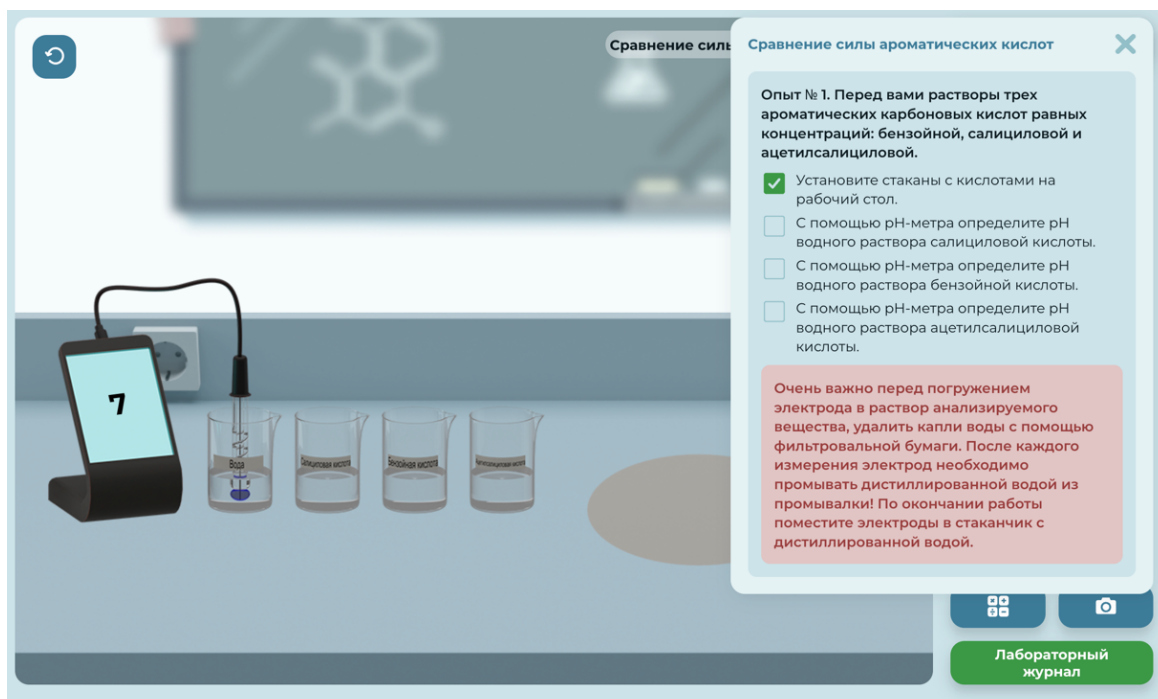 Сравнение силы
Сравнение силы ароматических кислот
Опыт № 1. Перед вами растворы трех
ароматических карбоновых кислот равных
концентраций: бензойной, салициловой и
ацетилсалициловой.
Установите стаканы с кислотами на
рабочий стол.
С помощью pH-метра определите pH
водного раствора салициловой кислоты.
С помощью pH-метра определите pH
водного раствора бензойной кислоты.
С помощью pH-метра определите pH
водного раствора ацетилсалициловой
кислоты.
Очень важно перед погружением
электрода в раствор анализируемого
вещества, удалить капли воды с помощью
фильтровальной бумаги. После каждого
измерения электрод необходимо
промывать дистиллированной водой из
промывалки! По окончании работы
поместите электроды в стаканчик с
дистиллированной водой.
7
Вода
Салициловая кислота
Бензойная кислота
Ацетилсалициловая кислота
Лабораторный
журнал